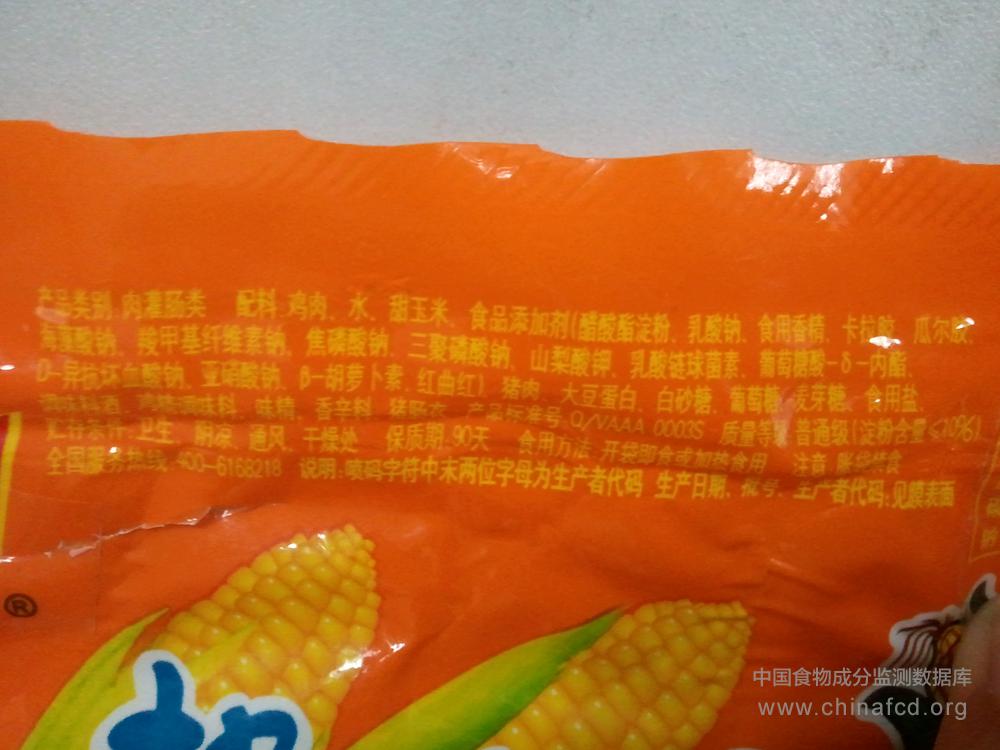 产品类别:肉灌肠类 配料:鸡肉、水、甜玉米、食品添加剂(醋酸酯淀粉、乳酸钠、食用香精、卡拉胶、瓜尔胶、
海藻酸钠、羧甲基纤维素钠、焦磷酸钠、三聚磷酸钠、山梨酸钾、乳酸链球菌素、葡萄糖酸-δ-内酯、
D-异抗坏血酸钠、亚硝酸钠、β-胡萝卜素、红曲红)、猪肉、大豆蛋白、白砂糖、葡萄糖、麦芽糖、食用盐、
调味料、味精、香辛料、产品标准号:Q/VAAA 0003S 质量等级:普通级(淀粉含量≤10%)
贮存条件:卫生、阴凉、通风、干燥处 保质期:90天 食用方法:开袋即食或加热食用 注意:胀袋禁食
全国服务热线:400-6158218 说明:喷码字符中末两位字母为生产者代码 生产日期、批号、生产者代码:见膜表面
®
中国食物成分监测数据库
www.chinafcd.org